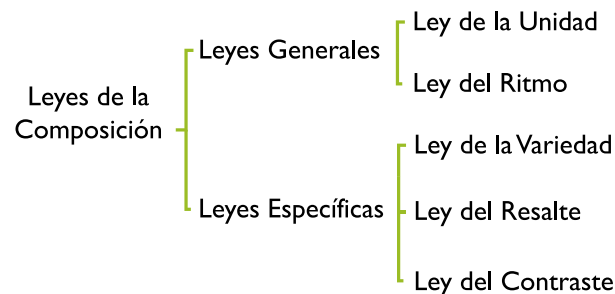 Leyes de la
Composición
Leyes Generales
Ley de la Unidad
Ley del Ritmo
Leyes Específicas
Ley de la Variedad
Ley del Resalte
Ley del Contraste